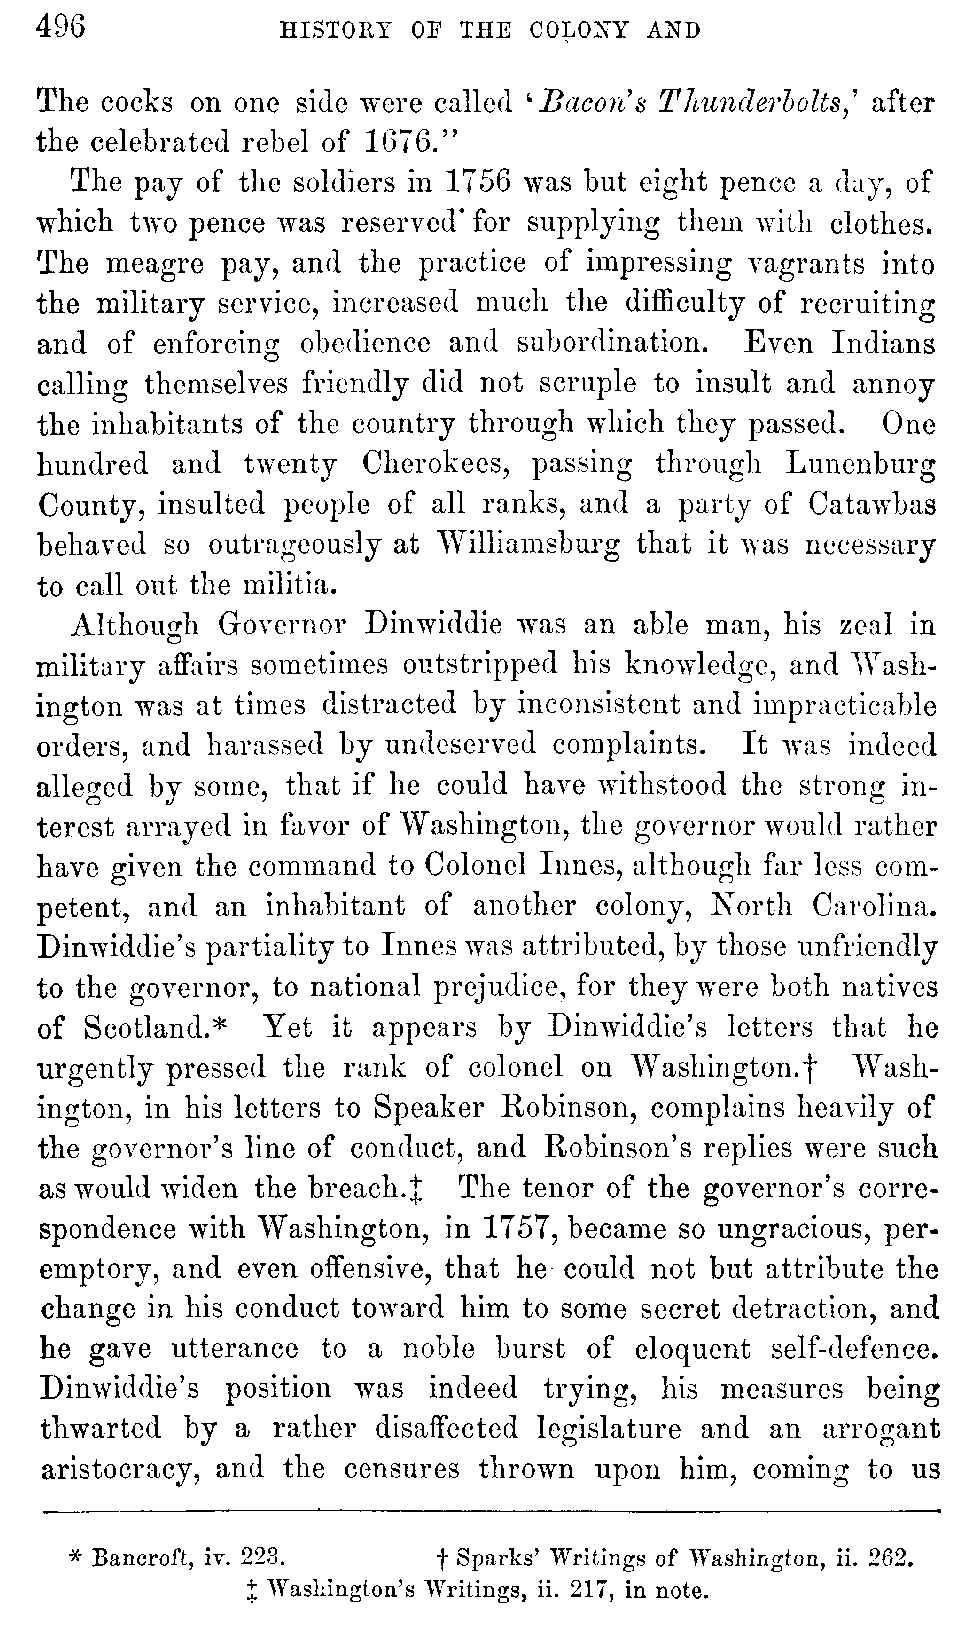 496 HISTORY OF THE COLONY AND
The cocks on one side were called ‘Bacon’s Thunderbolts,’ after
the celebrated rebel of 1676.”
The pay of the soldiers in 1756 was but eight pence a day, of
which two pence was reserved for supplying them with clothes.
The meagre pay, and the practice of impressing vagrants into
the military service, increased much the difficulty of recruiting
and of enforcing obedience and subordination. Even Indians
calling themselves friendly did not scruple to insult and annoy
the inhabitants of the country through which they passed. One
hundred and twenty Cherokees, passing through Lunenburg
County, insulted people of all ranks, and a party of Catawbas
behaved so outrageously at Williamsburg that it was necessary
to call out the militia.
Although Governor Dinwiddie was an able man, his zeal in
military affairs sometimes outstripped his knowledge, and Wash-
ington was at times distracted by inconsistent and impracticable
orders, and harassed by undeserved complaints. It was indeed
alleged by some, that if he could have withstood the strong in-
terest arrayed in favor of Washington, the governor would rather
have given the command to Colonel Innes, although far less com-
petent, and an inhabitant of another colony, North Carolina.
Dinwiddie’s partiality to Innes was attributed, by those unfriendly
to the governor, to national prejudice, for they were both natives
of Scotland.* Yet it appears by Dinwiddie’s letters that he
urgently pressed the rank of colonel on Washington.† Wash-
ington, in his letters to Speaker Robinson, complains heavily of
the governor’s line of conduct, and Robinson’s replies were such
as would widen the breach.‡ The tenor of the governor’s corre-
spondence with Washington, in 1757, became so ungracious, per-
emptory, and even offensive, that he could not but attribute the
change in his conduct toward him to some secret detraction, and
he gave utterance to a noble burst of eloquent self-defence.
Dinwiddie’s position was indeed trying, his measures being
thwarted by a rather disaffected legislature and an arrogant
aristocracy, and the censures thrown upon him, coming to us
* Bancroft, iv. 223. † Sparks’ Writings of Washington, ii. 262.
‡ Washington’s Writings, ii. 217, in note.